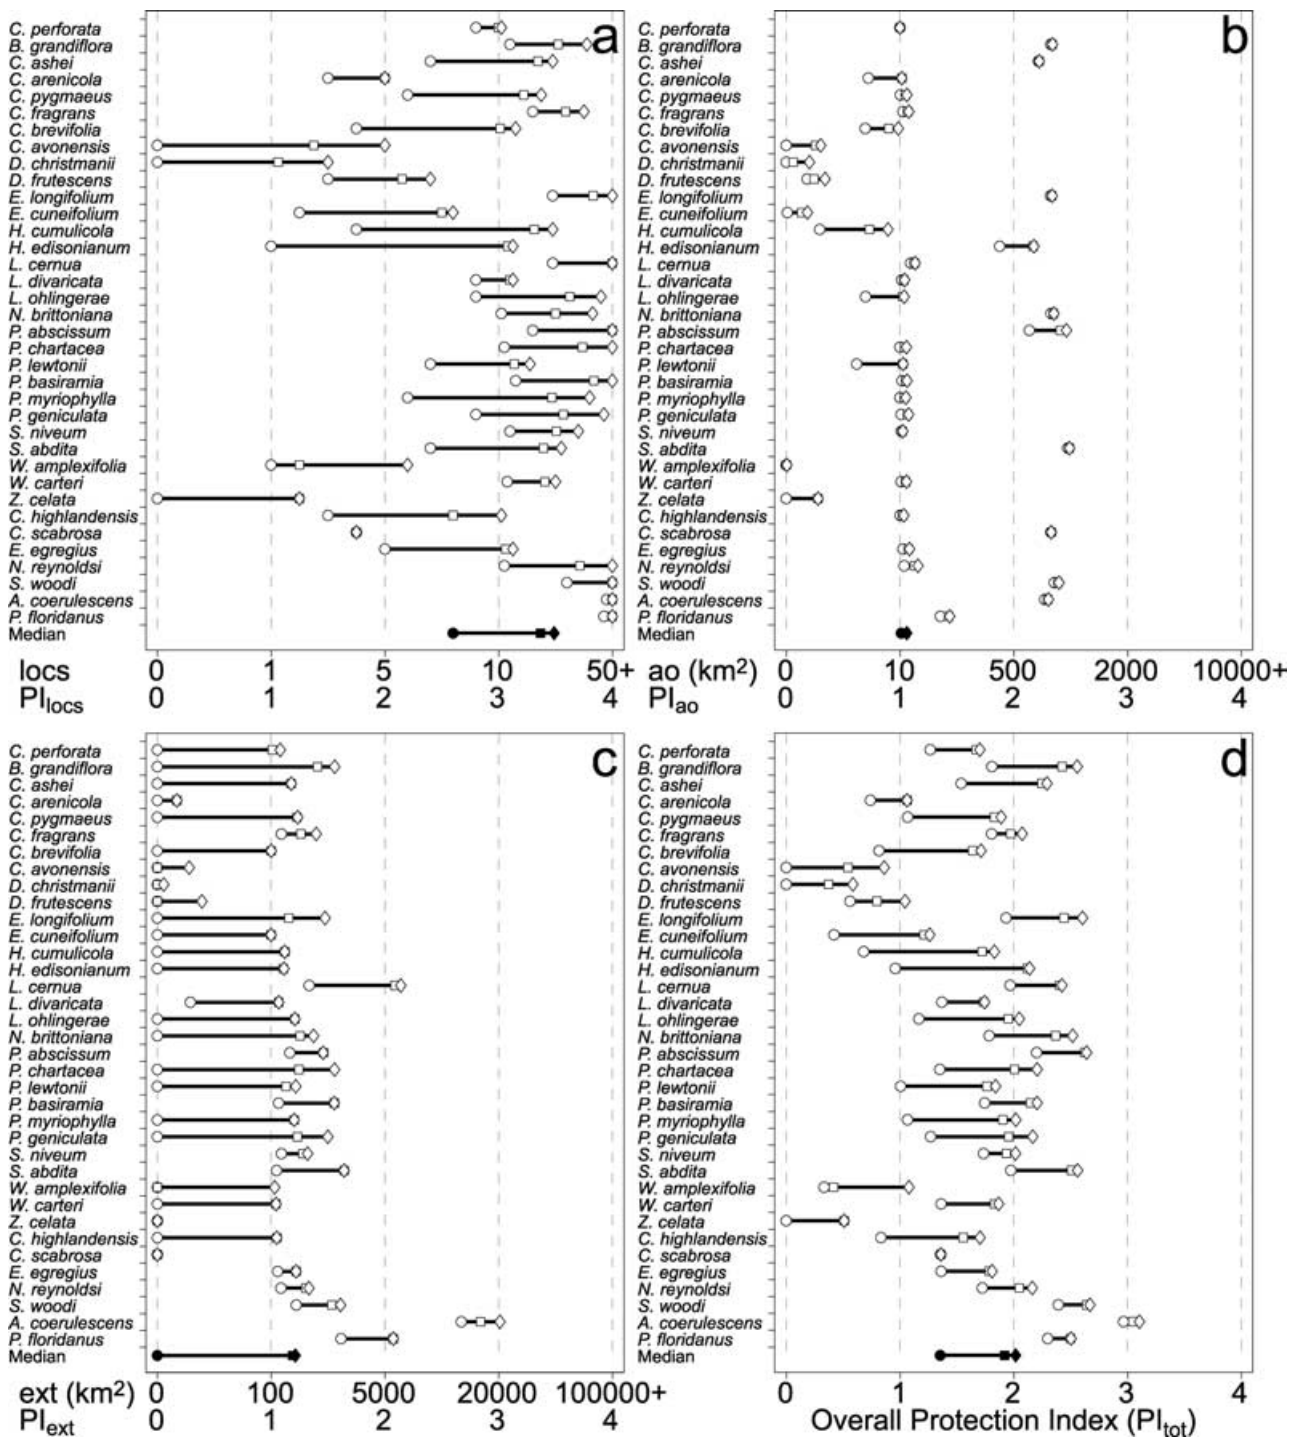 a
C. perforata
B. grandiflora
C. ashei
C. arenicola
C. pygmaeus
C. fragrans
C. brevifolia
C. avonensis
D. christmanii
D. frutescens
E. longifolium
E. cuneifolium
H. cumulicola
H. edisonianum
L. cernua
L. divaricata
L. ohlingerae
N. brittoniana
P. abscissum
P. chartacea
P. lewtonii
P. basiramia
P. myriophylla
P. geniculata
S. niveum
S. abdita
W. amplexifolia
W. carteri
Z. celata
C. highlandensis
C. scabrosa
E. egregius
N. reynoldsi
S. woodi
A. coerulescens
P. floridanus
Median
locs 0 1 5 10 50+
PIlocs 0 1 2 3 4
b
C. perforata
B. grandiflora
C. ashei
C. arenicola
C. pygmaeus
C. fragrans
C. brevifolia
C. avonensis
D. christmanii
D. frutescens
E. longifolium
E. cuneifolium
H. cumulicola
H. edisonianum
L. cernua
L. divaricata
L. ohlingerae
N. brittoniana
P. abscissum
P. chartacea
P. lewtonii
P. basiramia
P. myriophylla
P. geniculata
S. niveum
S. abdita
W. amplexifolia
W. carteri
Z. celata
C. highlandensis
C. scabrosa
E. egregius
N. reynoldsi
S. woodi
A. coerulescens
P. floridanus
Median
ao (km2) 0 10 500 2000 10000+
PIao 0 1 2 3 4
c
C. perforata
B. grandiflora
C. ashei
C. arenicola
C. pygmaeus
C. fragrans
C. brevifolia
C. avonensis
D. christmanii
D. frutescens
E. longifolium
E. cuneifolium
H. cumulicola
H. edisonianum
L. cernua
L. divaricata
L. ohlingerae
N. brittoniana
P. abscissum
P. chartacea
P. lewtonii
P. basiramia
P. myriophylla
P. geniculata
S. niveum
S. abdita
W. amplexifolia
W. carteri
Z. celata
C. highlandensis
C. scabrosa
E. egregius
N. reynoldsi
S. woodi
A. coerulescens
P. floridanus
Median
ext (km2) 0 100 5000 20000 100000+
PIext 0 1 2 3 4
d
C. perforata
B. grandiflora
C. ashei
C. arenicola
C. pygmaeus
C. fragrans
C. brevifolia
C. avonensis
D. christmanii
D. frutescens
E. longifolium
E. cuneifolium
H. cumulicola
H. edisonianum
L. cernua
L. divaricata
L. ohlingerae
N. brittoniana
P. abscissum
P. chartacea
P. lewtonii
P. basiramia
P. myriophylla
P. geniculata
S. niveum
S. abdita
W. amplexifolia
W. carteri
Z. celata
C. highlandensis
C. scabrosa
E. egregius
N. reynoldsi
S. woodi
A. coerulescens
P. floridanus
Median
0 1 2 3 4
Overall Protection Index (PItot)